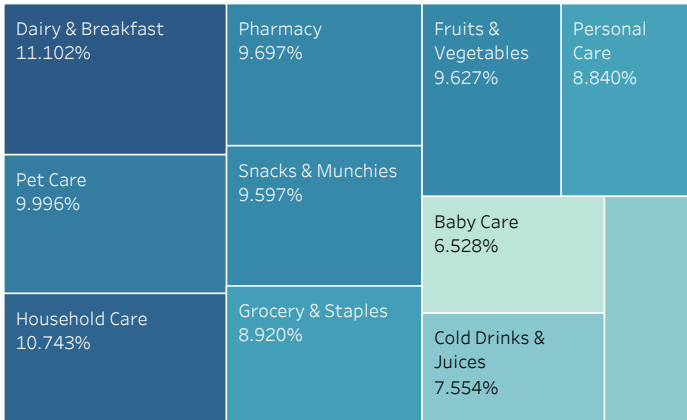 Dairy & Breakfast
11.102%
Pharmacy
9.697%
Fruits &
Vegetables
9.627%
Personal
Care
8.840%
Pet Care
9.996%
Snacks & Munchies
9.597%
Baby Care
6.528%
Household Care
10.743%
Grocery & Staples
8.920%
Cold Drinks &
Juices
7.554%